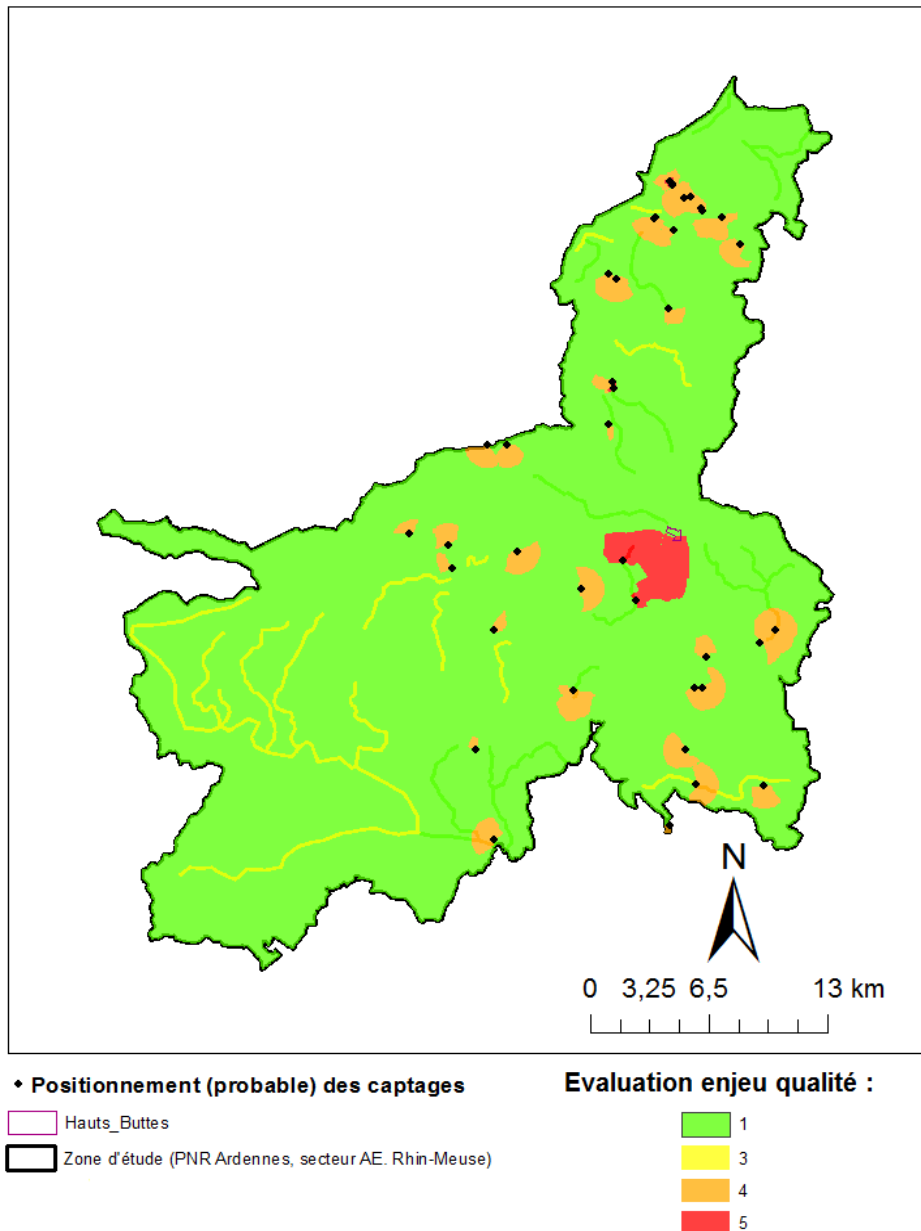 N
0 3,25 6,5 13 km
Positionnement (probable) des captages
Hauts_Buttes
Zone d'étude (PNR Ardennes, secteur AE. Rhin-Meuse)
Evaluation enjeu qualité :
1
3
4
5